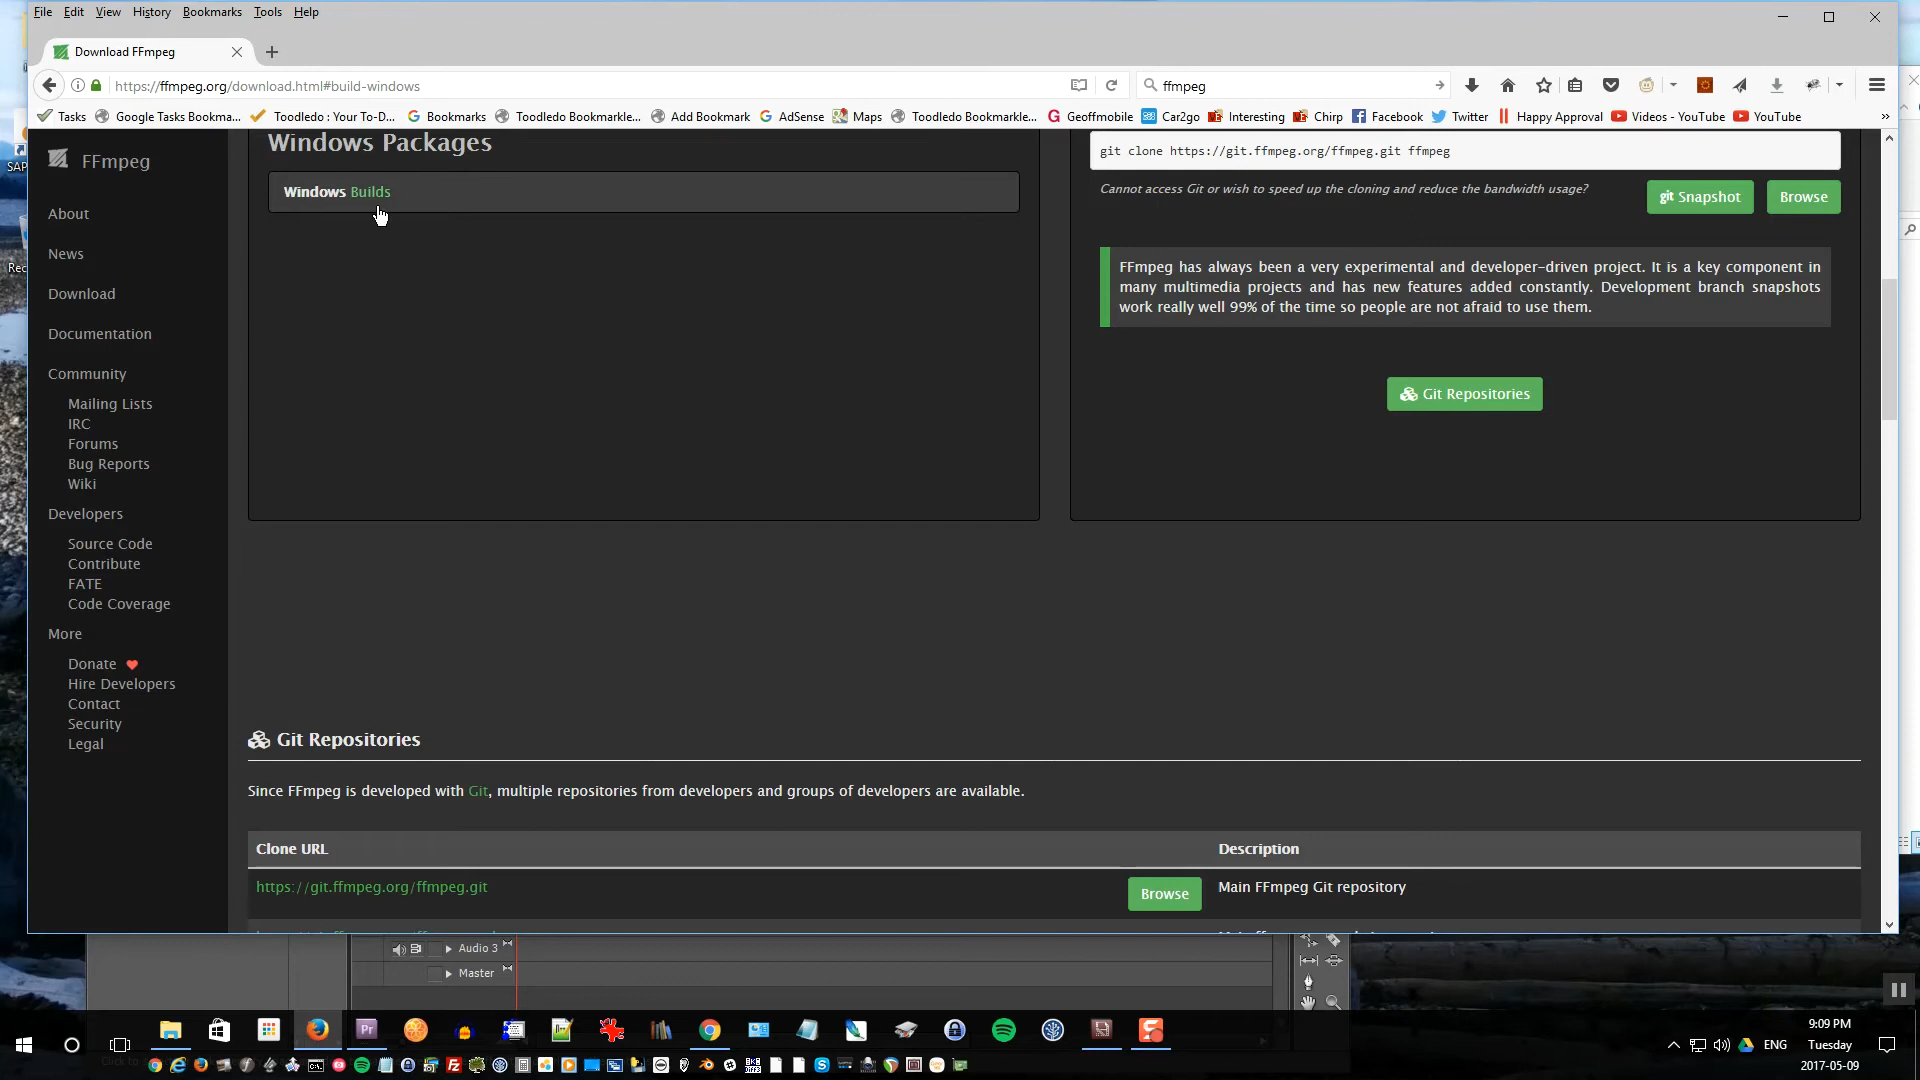 File Edit View History Bookmarks Tools Help
Download FFmpeg
https://ffmpeg.org/download.html#build-windows
ffmpeg
Tasks Google Tasks Bookma... Toodledo : Your To-D... Bookmarks Toodledo Bookmarkle... Add Bookmark AdSense Maps Toodledo Bookmarkle... Geoffmobile Car2go Interesting Chirp Facebook Twitter Happy Approval Videos - YouTube YouTube
FFmpeg
About
News
Download
Documentation
Community
Mailing Lists
IRC
Forums
Bug Reports
Wiki
Developers
Source Code
Contribute
FATE
Code Coverage
More
Donate
Hire Developers
Contact
Security
Legal
Windows Packages
Windows Builds
git clone https://git.ffmpeg.org/ffmpeg.git ffmpeg
Cannot access Git or wish to speed up the cloning and reduce the bandwidth usage?
git Snapshot
Browse
FFmpeg has always been a very experimental and developer-driven project. It is a key component in
many multimedia projects and has new features added constantly. Development branch snapshots
work really well 99% of the time so people are not afraid to use them.
Git Repositories
Git Repositories
Since FFmpeg is developed with Git, multiple repositories from developers and groups of developers are available.
Clone URL Description
https://git.ffmpeg.org/ffmpeg.git Browse Main FFmpeg Git repository
Audio 3
Master
SAP
Rec
Pr
ENG
9:09 PM
Tuesday
2017-05-09